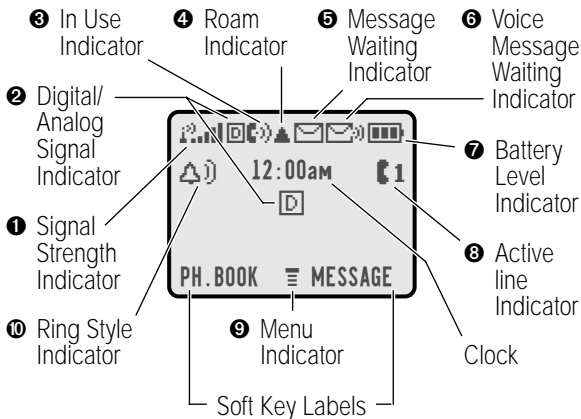 ❸ In Use
Indicator
❹ Roam
Indicator
❺ Message
Waiting
Indicator
❻ Voice
Message
Waiting
Indicator
❷ Digital/
Analog
Signal
Indicator
D
12:00AM
1
D
PH.BOOK
MESSAGE
❼ Battery
Level
Indicator
❶ Signal
Strength
Indicator
❽ Active
line
Indicator
❿ Ring Style
Indicator
❾ Menu
Indicator
Clock
Soft Key Labels